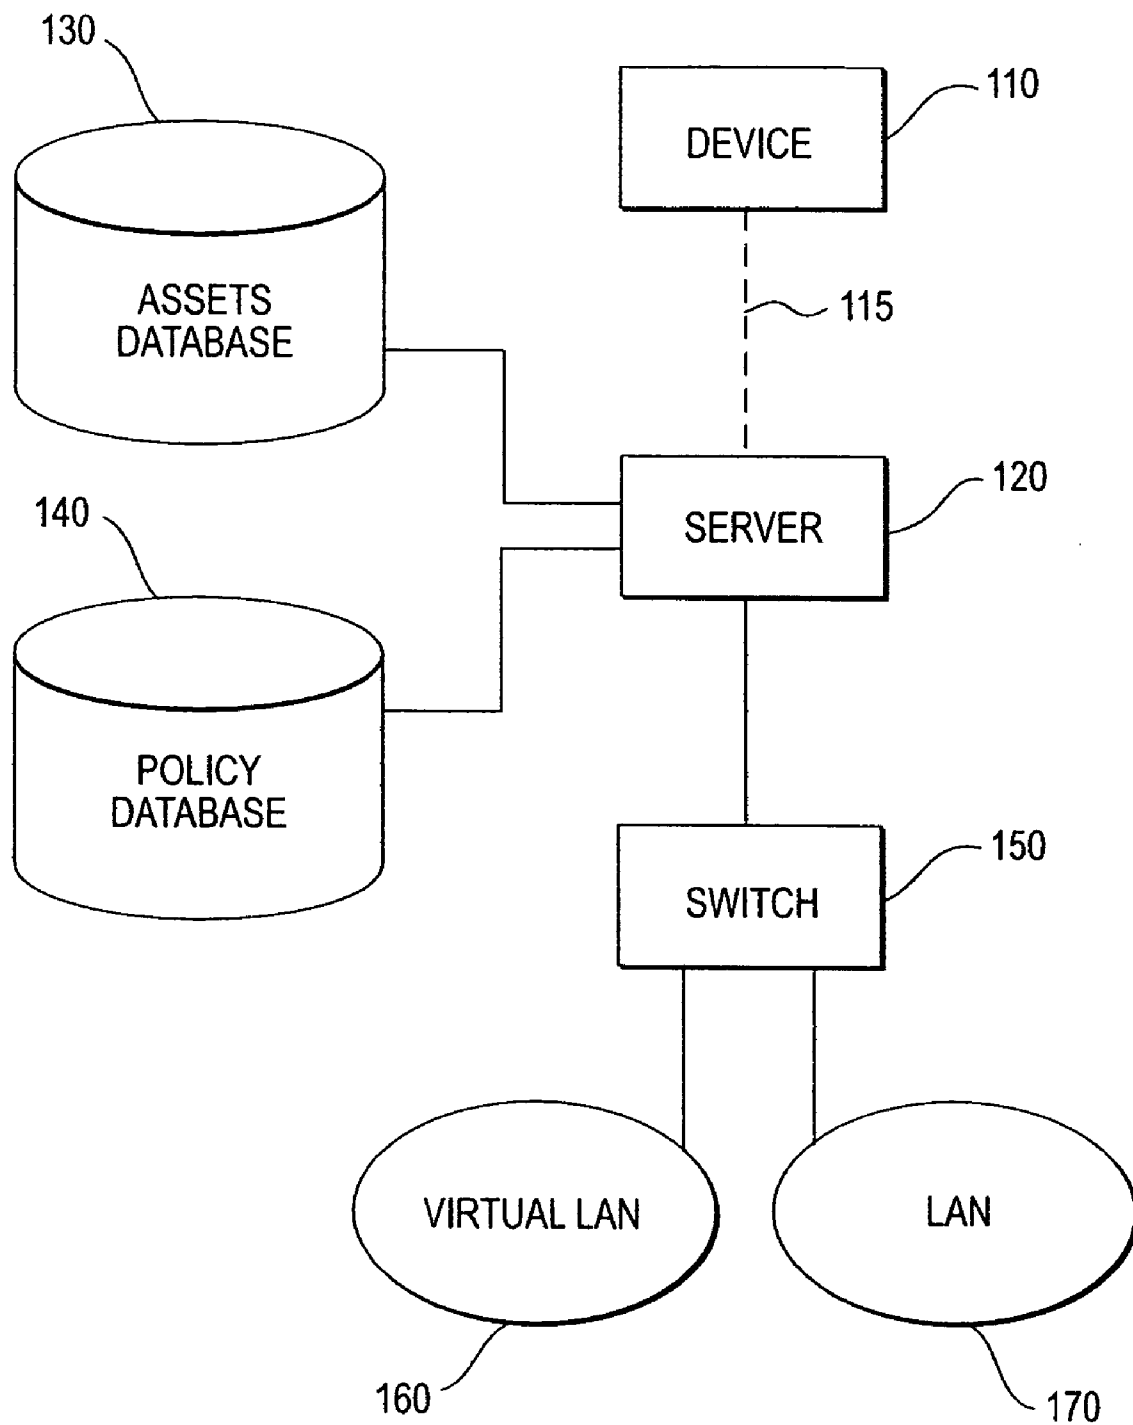 130
110
DEVICE
ASSETS
DATABASE
115
120
SERVER
140
POLICY
DATABASE
150
SWITCH
VIRTUAL LAN
LAN
160
170